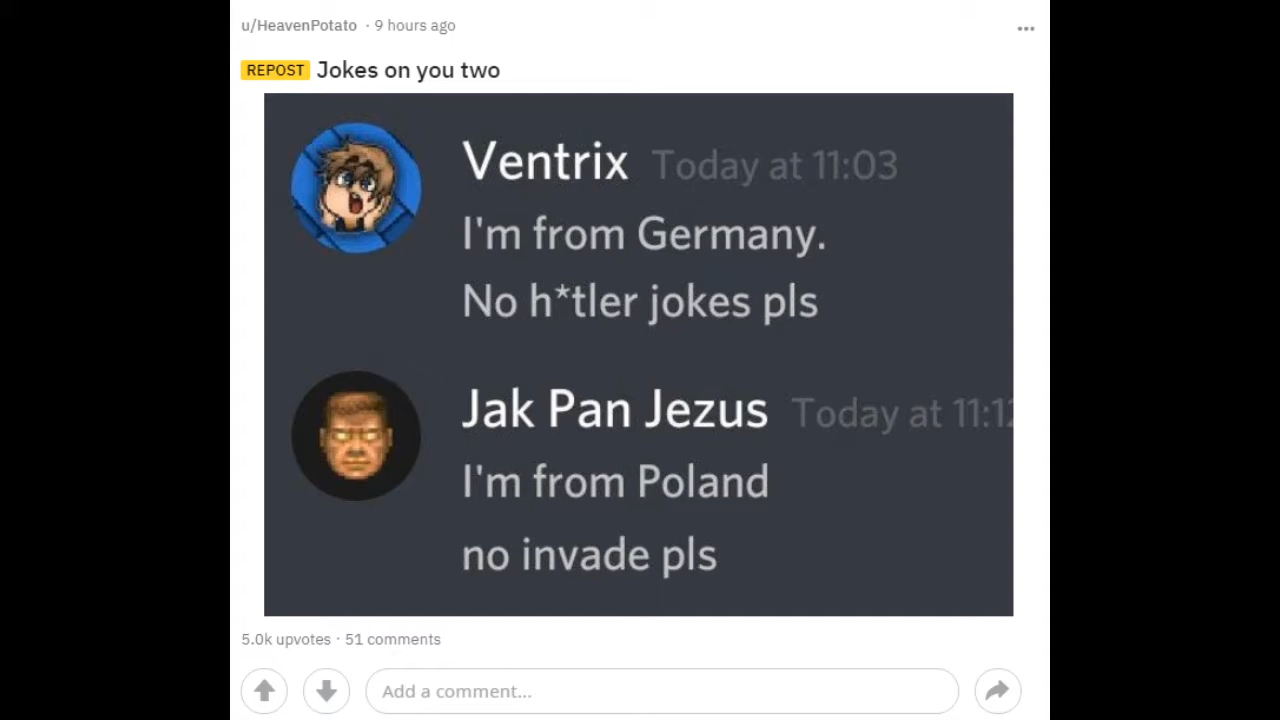 u/HeavenPotato · 9 hours ago
REPOST Jokes on you two
Ventrix Today at 11:03
I'm from Germany.
No h*tler jokes pls
Jak Pan Jezus Today at 11:12
I'm from Poland
no invade pls
5.0k upvotes · 51 comments
Add a comment...